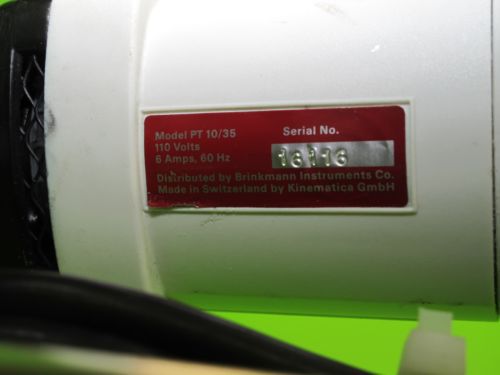 Model PT 10/35
110 Volts
6 Amps, 60 Hz
Serial No.
16116
Distributed by Brinkmann Instruments Co.
Made in Switzerland by Kinematica GmbH